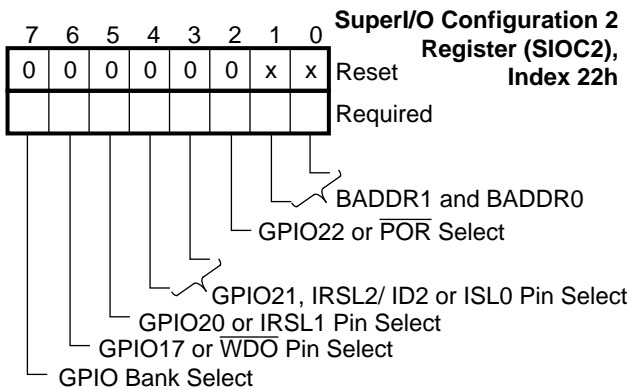 SuperI/O Configuration 2
Register (SIOC2),
Index 22h
7 6 5 4 3 2 1 0
0 0 0 0 0 0 x x Reset
Required
BADDR1 and BADDR0
GPIO22 or POR Select
GPIO21, IRSL2/ ID2 or ISL0 Pin Select
GPIO20 or IRSL1 Pin Select
GPIO17 or WDO Pin Select
GPIO Bank Select